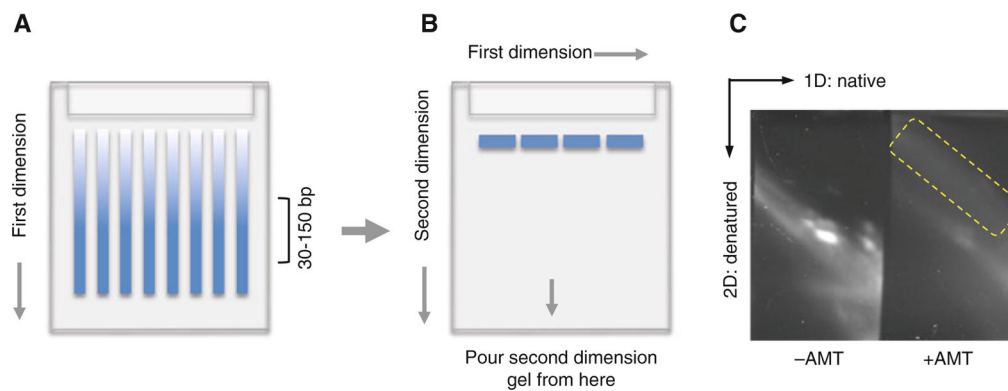 A
First dimension
30-150 bp
B
First dimension
Second dimension
Pour second dimension
gel from here
C
1D: native
2D: denatured
–AMT
+AMT